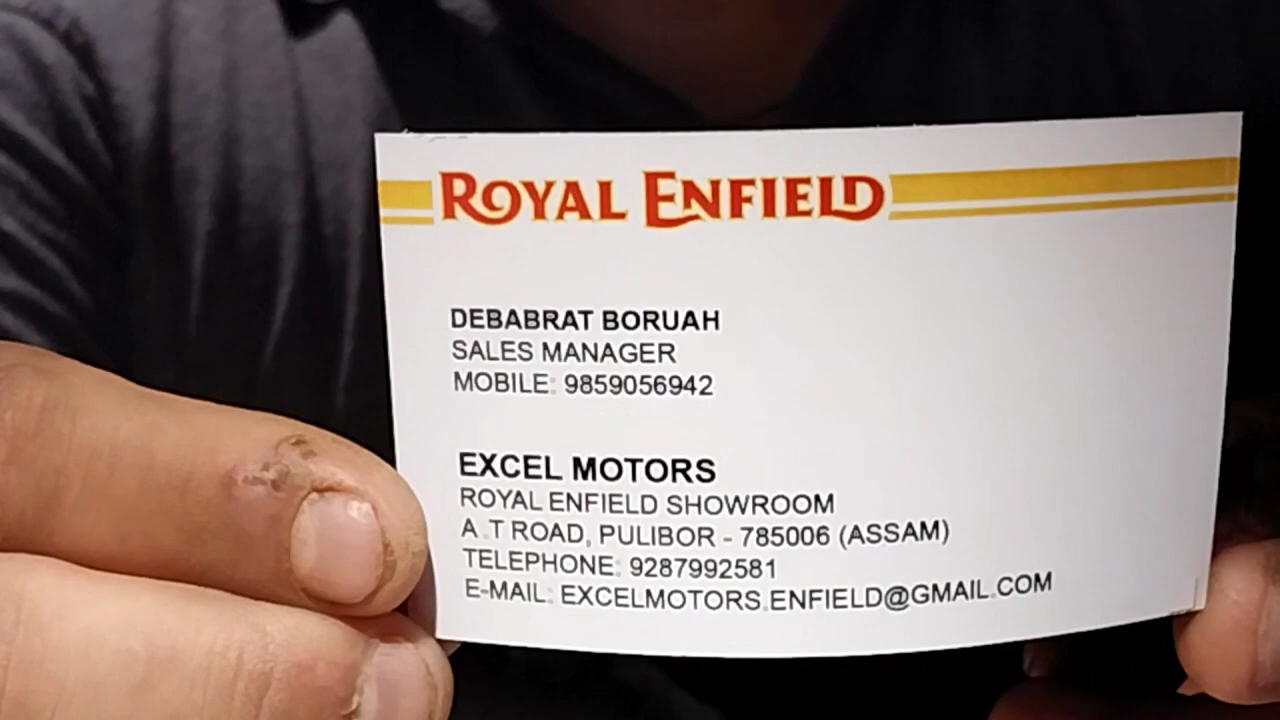 ROYAL ENFIELD
DEBABRAT BORUAH
SALES MANAGER
MOBILE: 9859056942
EXCEL MOTORS
ROYAL ENFIELD SHOWROOM
A.T ROAD, PULIBOR - 785006 (ASSAM)
TELEPHONE: 9287992581
E-MAIL: EXCELMOTORS.ENFIELD@GMAIL.COM